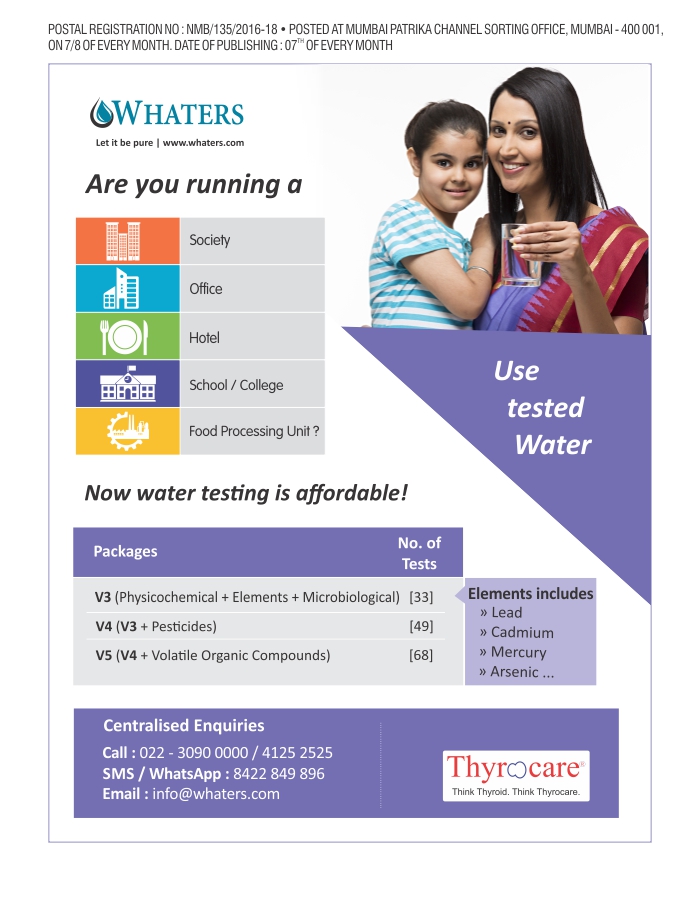 POSTAL REGISTRATION NO : NMB/135/2016-18 • POSTED AT MUMBAI PATRIKA CHANNEL SORTING OFFICE, MUMBAI - 400 001,
ON 7/8 OF EVERY MONTH. DATE OF PUBLISHING : 07TH OF EVERY MONTH
WHATERS
Let it be pure | www.whaters.com
Are you running a
Society
Office
Hotel
School / College
Food Processing Unit ?
Use
tested
Water
Now water testing is affordable!
Packages No. of
Tests
V3 (Physicochemical + Elements + Microbiological) [33]
V4 (V3 + Pesticides) [49]
V5 (V4 + Volatile Organic Compounds) [68]
Elements includes
» Lead
» Cadmium
» Mercury
» Arsenic ...
Centralised Enquiries
Call : 022 - 3090 0000 / 4125 2525
SMS / WhatsApp : 8422 849 896
Email : info@whaters.com
Thyrocare®
Think Thyroid. Think Thyrocare.